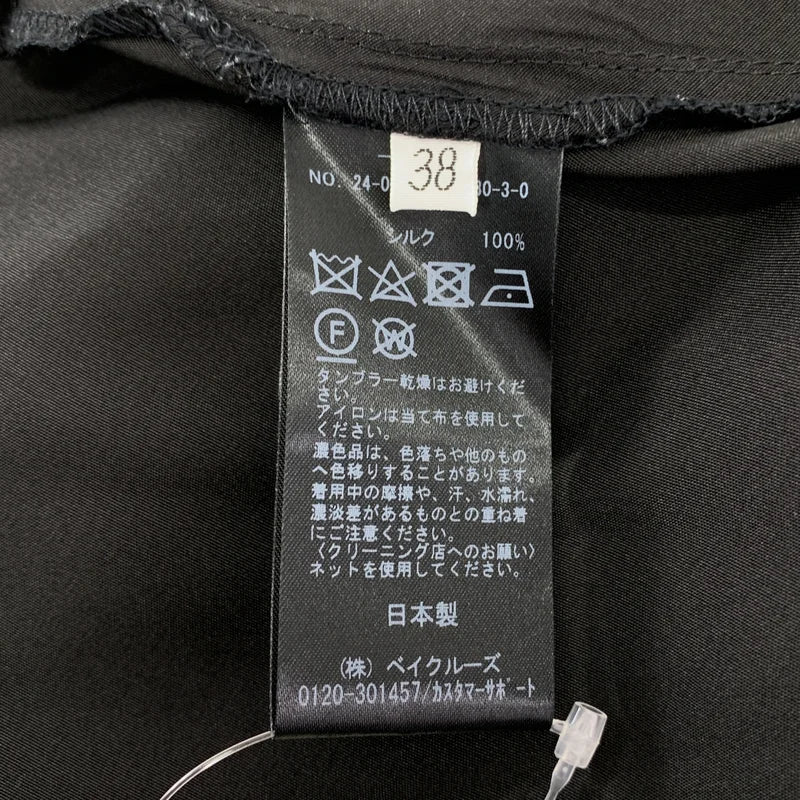 38
NO. 24-0 80-3-0
シルク 100%
F
W
タンブラー乾燥はお避けくだ
さい。
アイロンは当て布を使用して
ください。
濃色品は、色落ちや他のもの
へ色移りすることがあります。
着用中の摩擦や、汗、水濡れ、
濃淡差があるものとの重ね着
にご注意ください。
〈クリーニング店へのお願い〉
ネットを使用してください。
日本製
(株) ベイクルーズ
0120-301457/カスタマーサポート